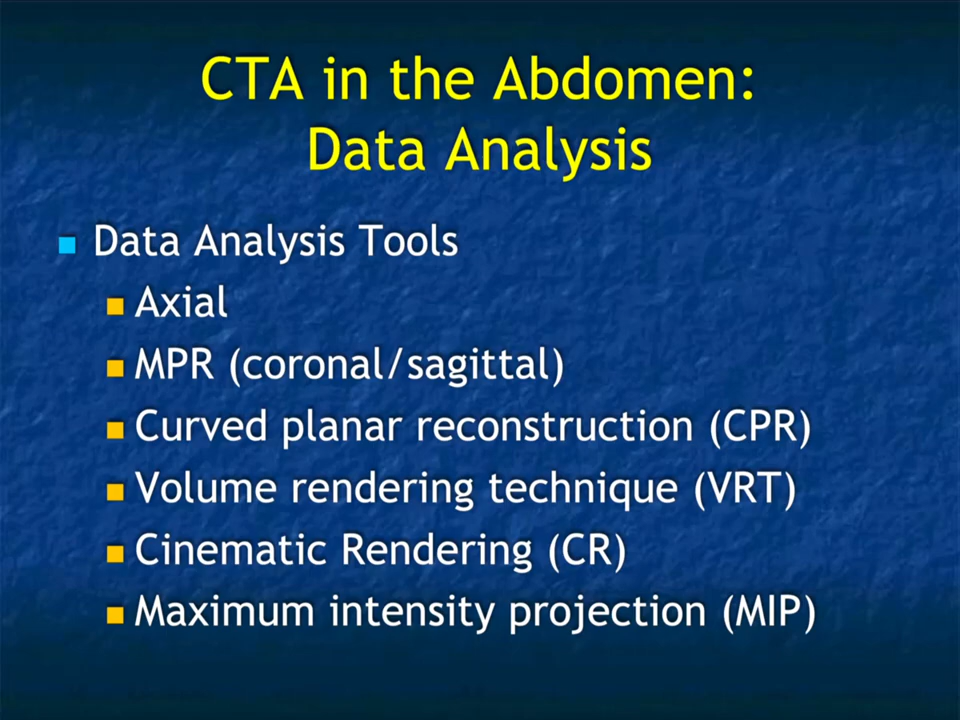 CTA in the Abdomen:
Data Analysis
Data Analysis Tools
Axial
MPR (coronal/sagittal)
Curved planar reconstruction (CPR)
Volume rendering technique (VRT)
Cinematic Rendering (CR)
Maximum intensity projection (MIP)